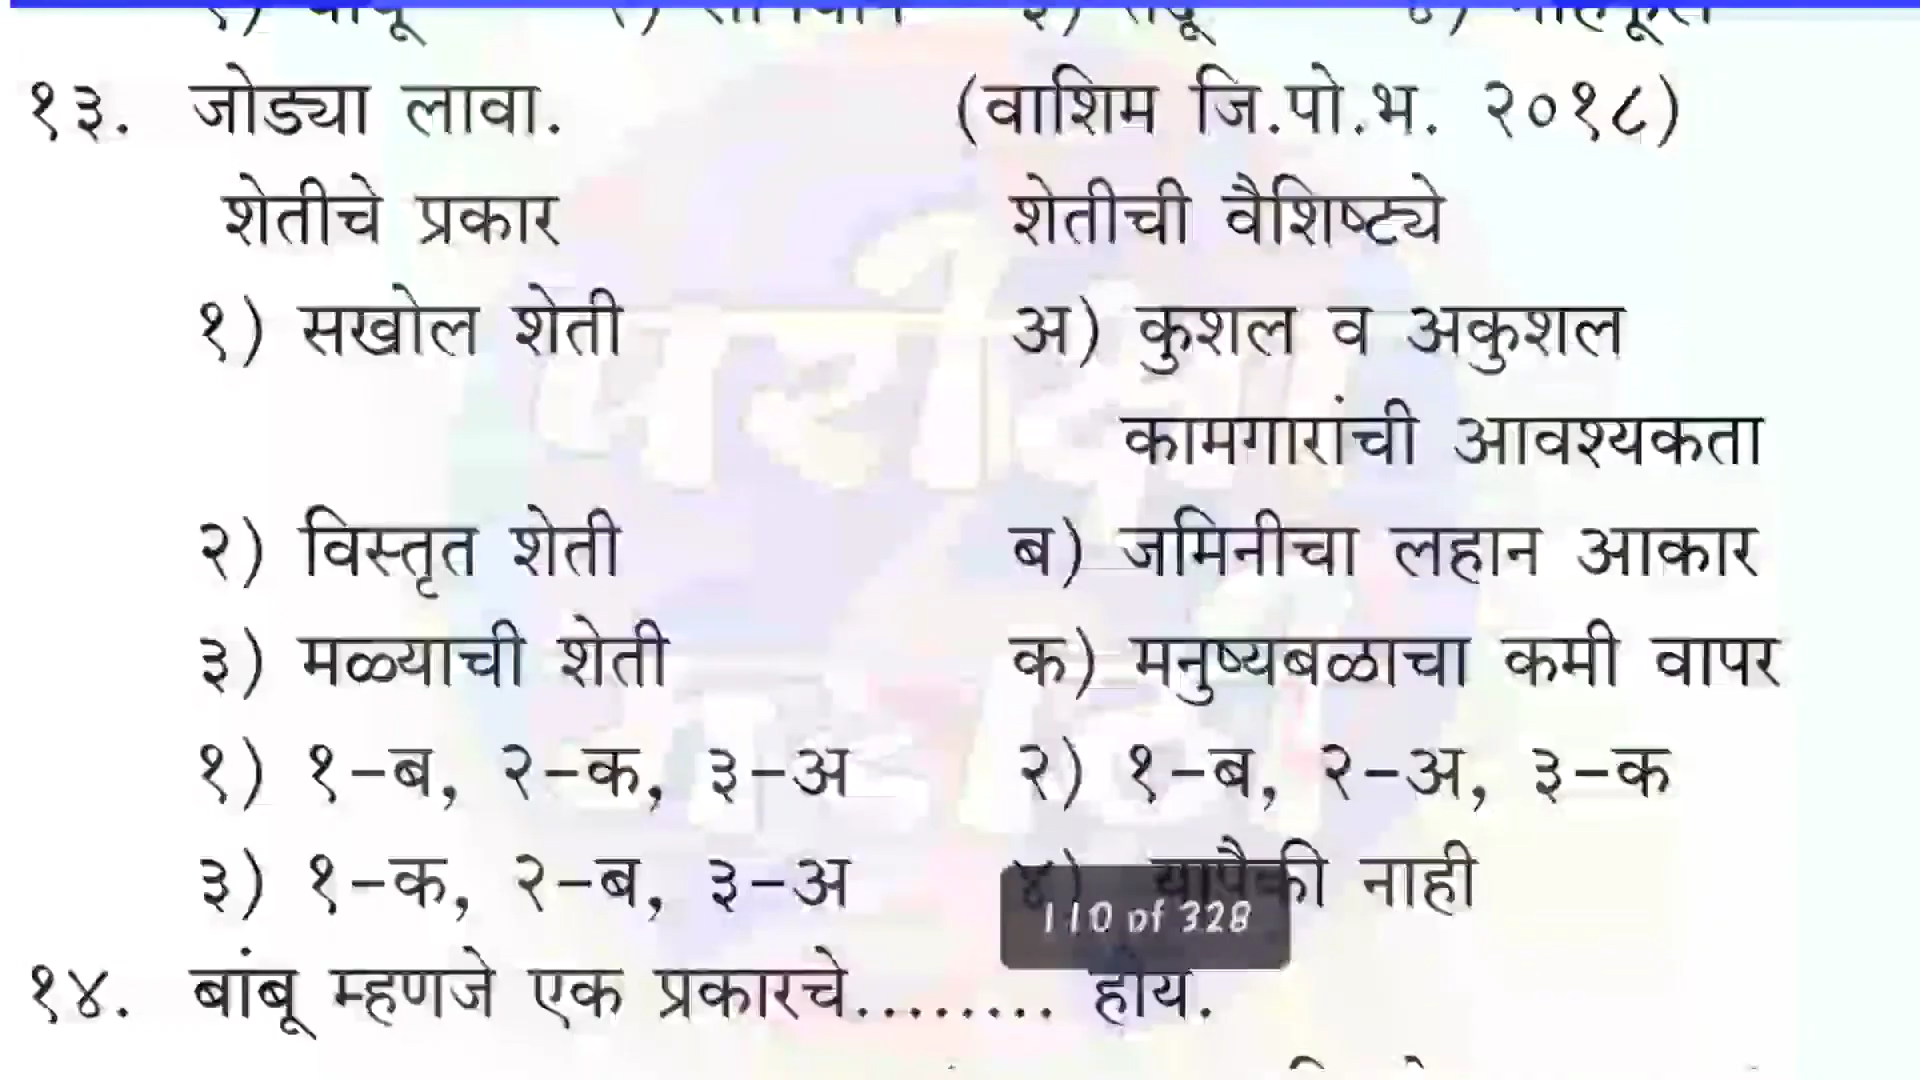 १३. जोड्या लावा. (वाशिम जि.पो.भ. २०१८)
शेतीचे प्रकार शेतीची वैशिष्ट्ये
१) सखोल शेती अ) कुशल व अकुशल
कामगारांची आवश्यकता
२) विस्तृत शेती ब) जमिनीचा लहान आकार
३) मळ्याची शेती क) मनुष्यबळाचा कमी वापर
१) १-ब, २-क, ३-अ २) १-ब, २-अ, ३-क
३) १-क, २-ब, ३-अ ४) यापैकी नाही
110 of 328
१४. बांबू म्हणजे एक प्रकारचे........ होय.